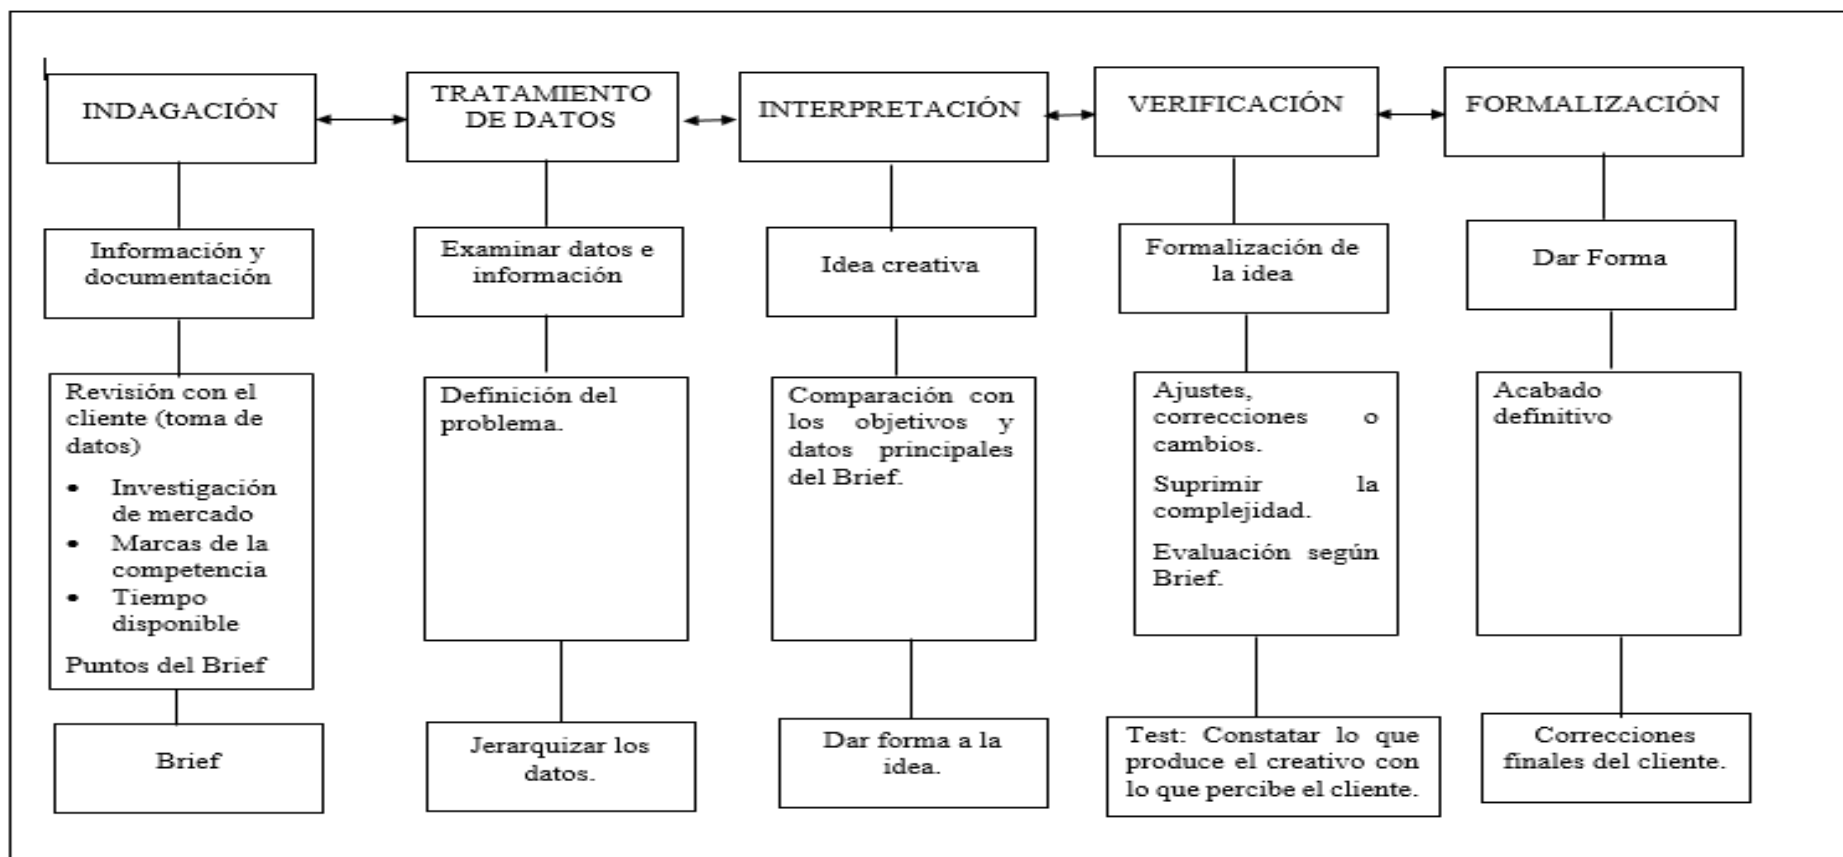 INDAGACIÓN
TRATAMIENTO
DE DATOS
INTERPRETACIÓN
VERIFICACIÓN
FORMALIZACIÓN
Información y
documentación
Examinar datos e
información
Idea creativa
Formalización de
la idea
Dar Forma
Revisión con el
cliente (toma de
datos)
• Investigación
de mercado
• Marcas de la
competencia
• Tiempo
disponible
Puntos del Brief
Definición del
problema.
Comparación con
los objetivos y
datos principales
del Brief.
Ajustes,
correcciones o
cambios.
Suprimir la
complejidad.
Evaluación según
Brief.
Acabado
definitivo
Brief
Jerarquizar los
datos.
Dar forma a la
idea.
Test: Constatar lo que
produce el creativo con
lo que percibe el cliente.
Correcciones
finales del cliente.